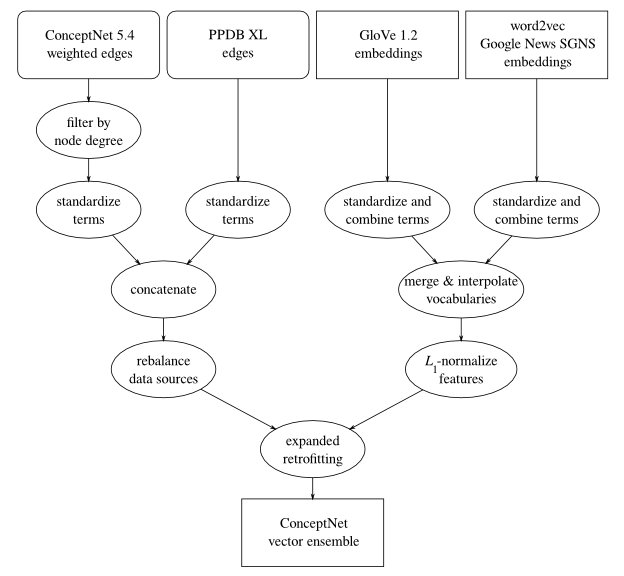 ConceptNet 5.4
weighted edges
PPDB XL
edges
GloVe 1.2
embeddings
word2vec
Google News SGNS
embeddings
filter by
node degree
standardize
terms
standardize
terms
standardize and
combine terms
standardize and
combine terms
concatenate
merge & interpolate
vocabularies
rebalance
data sources
L1-normalize
features
expanded
retrofitting
ConceptNet
vector ensemble